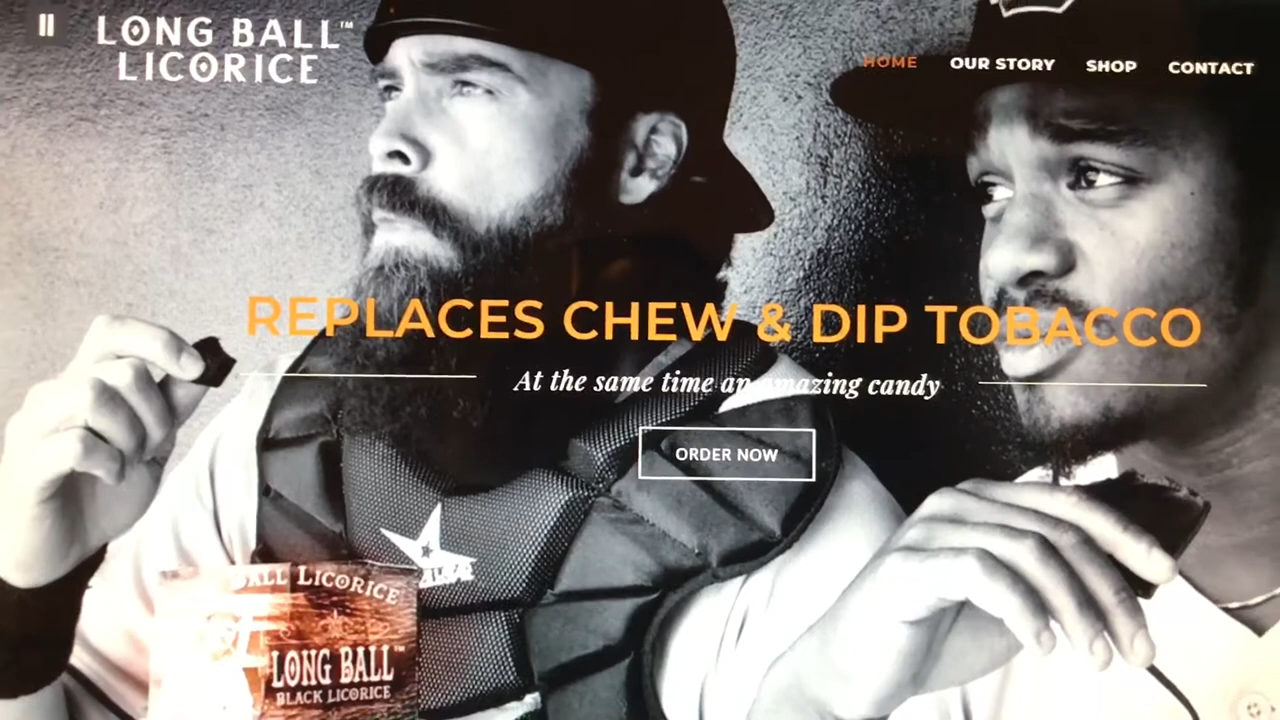 LONG BALL™
LICORICE
HOME OUR STORY SHOP CONTACT
REPLACES CHEW & DIP TOBACCO
At the same time an amazing candy
ORDER NOW
BALL LICORICE
LONG BALL™
BLACK LICORICE